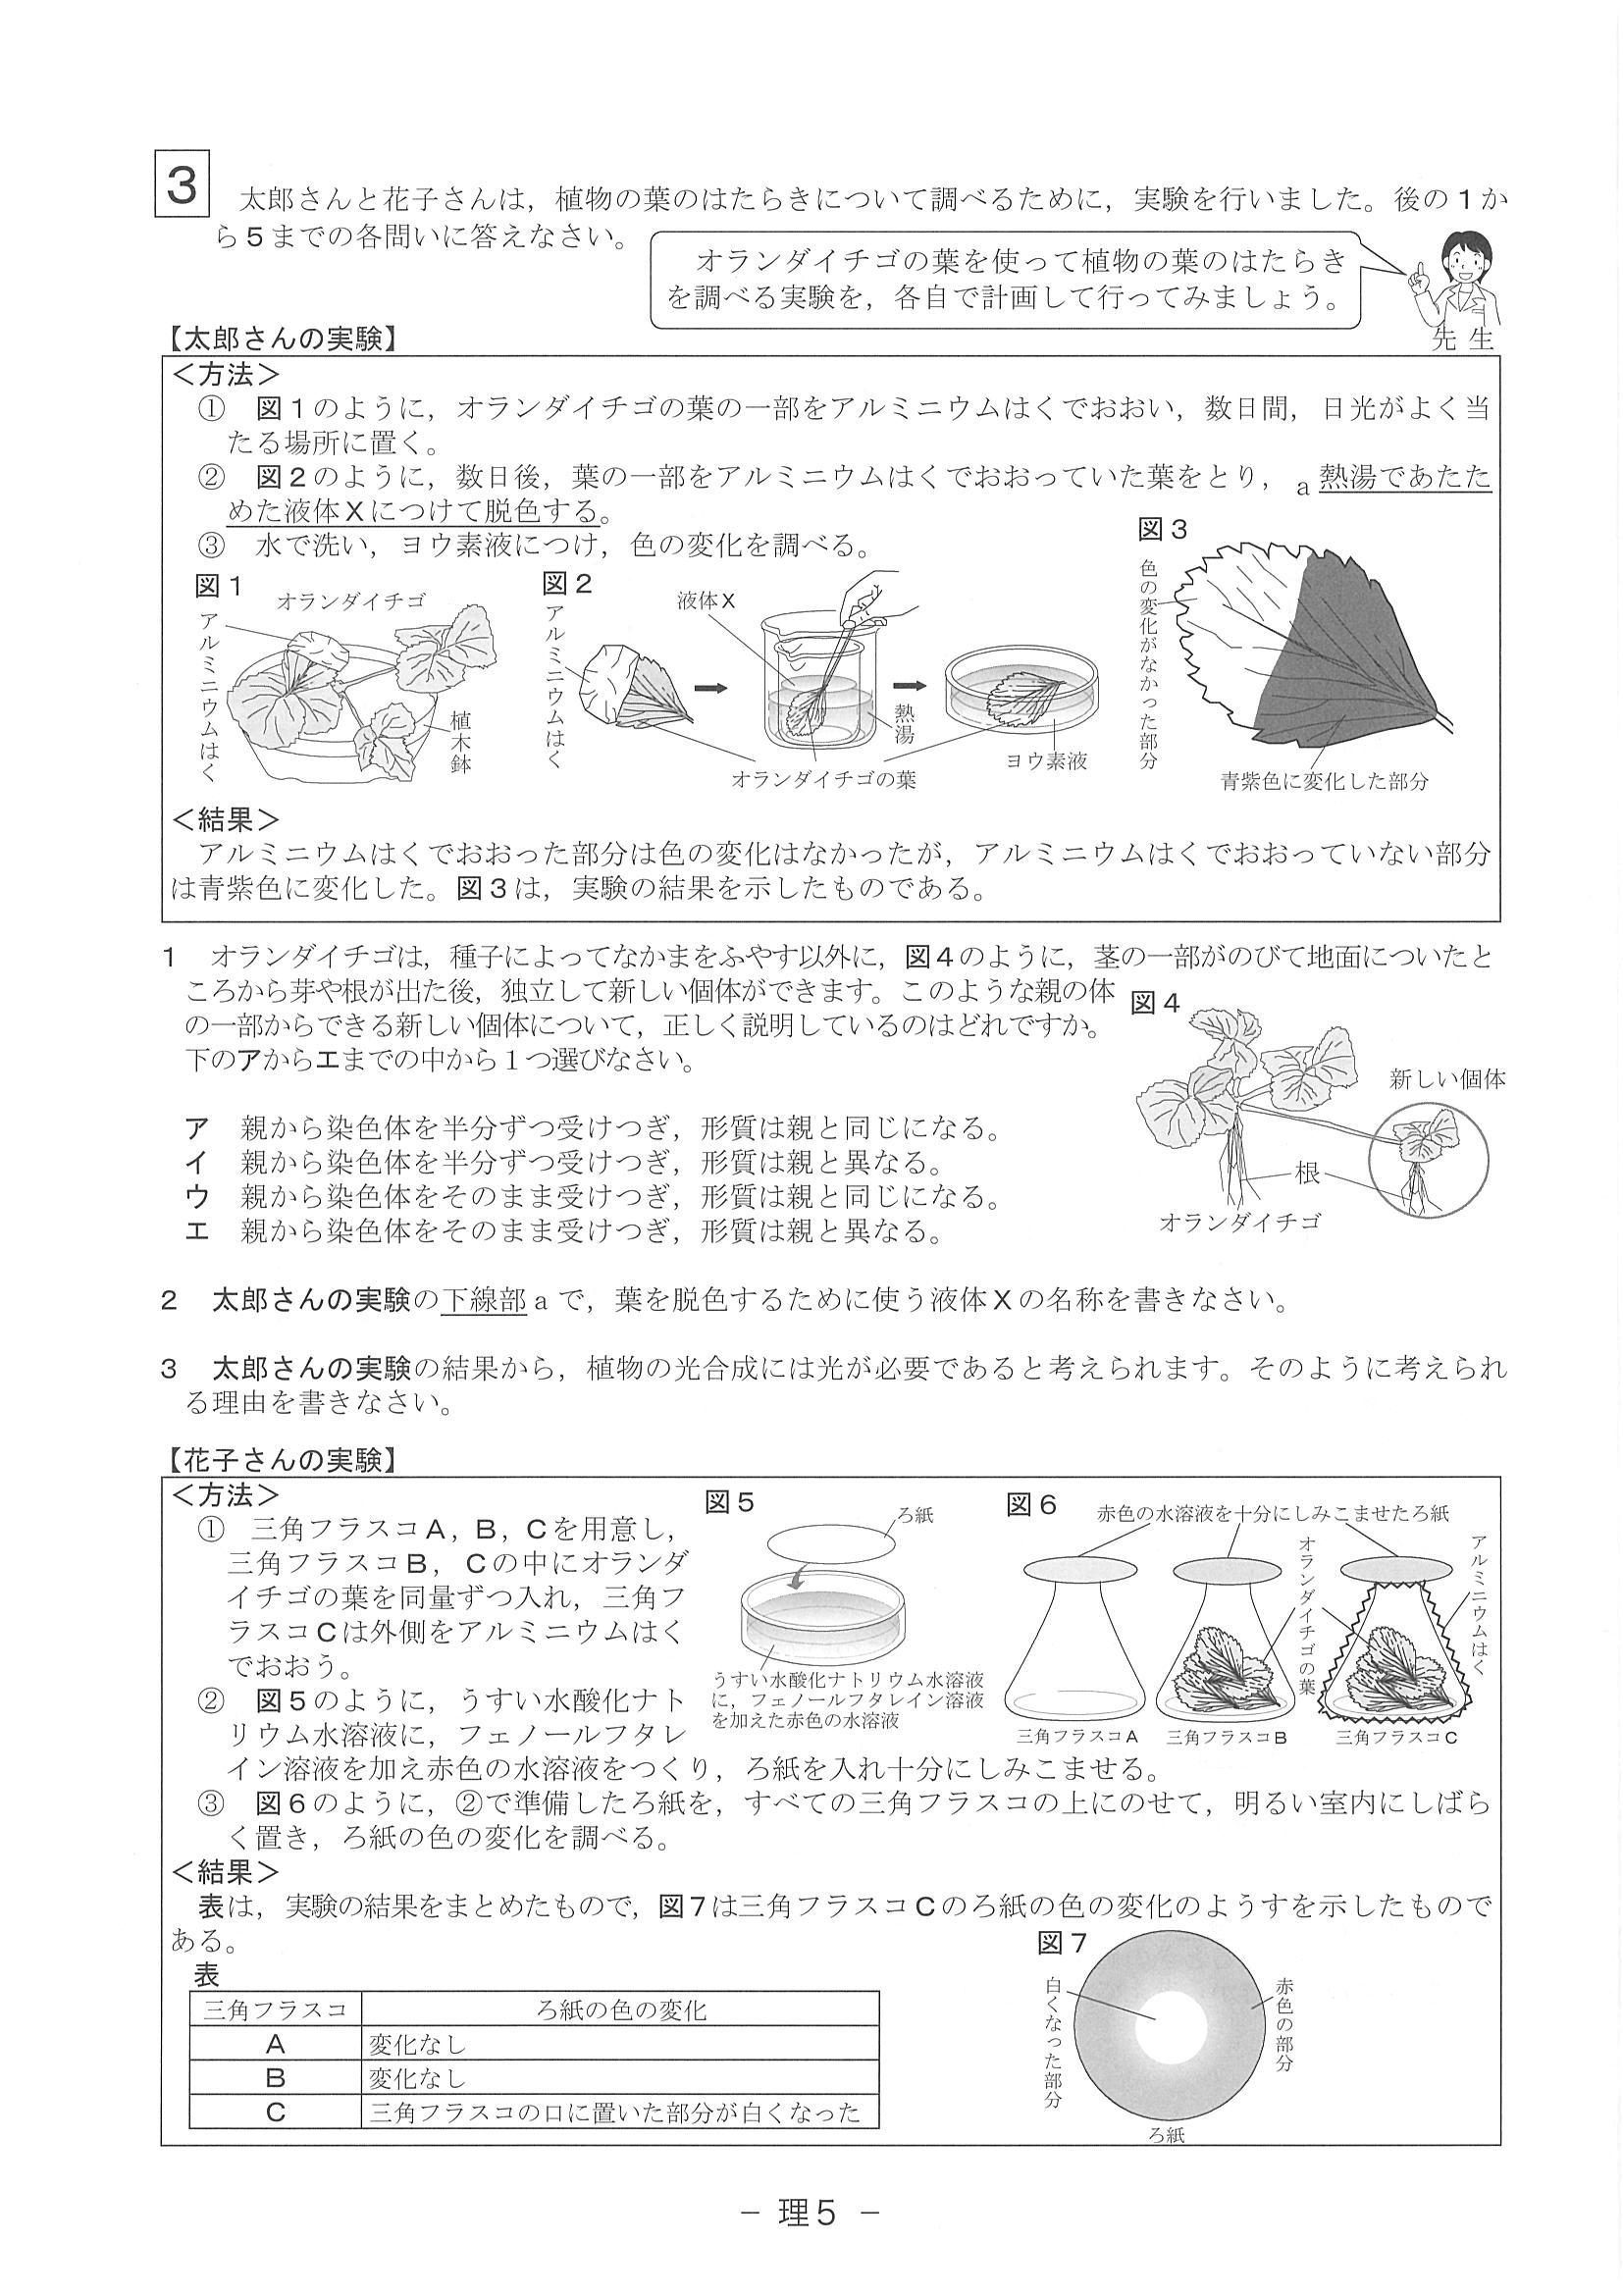 3
太郎さんと花子さんは，植物の葉のはたらきについて調べるために，実験を行いました。後の1か
ら5までの各問いに答えなさい。
オランダイチゴの葉を使って植物の葉のはたらき
を調べる実験を，各自で計画して行ってみましょう。
先生
【太郎さんの実験】
＜方法＞
①　図1のように，オランダイチゴの葉の一部をアルミニウムはくでおおい，数日間，日光がよく当
たる場所に置く。
②　図2のように，数日後，葉の一部をアルミニウムはくでおおっていた葉をとり，a熱湯であたた
めた液体Xにつけて脱色する。
③　水で洗い，ヨウ素液につけ，色の変化を調べる。
図1
オランダイチゴ
アルミニウムはく
植木鉢
図2
アルミニウムはく
液体X
熱湯
ヨウ素液
オランダイチゴの葉
図3
色の変化がなかった部分
青紫色に変化した部分
＜結果＞
アルミニウムはくでおおった部分は色の変化はなかったが，アルミニウムはくでおおっていない部分
は青紫色に変化した。図3は，実験の結果を示したものである。
1　オランダイチゴは，種子によってなかまをふやす以外に，図4のように，茎の一部がのびて地面についたと
ころから芽や根が出た後，独立して新しい個体ができます。このような親の体
の一部からできる新しい個体について，正しく説明しているのはどれですか。
下のアからエまでの中から1つ選びなさい。
図4
新しい個体
根
オランダイチゴ
ア　親から染色体を半分ずつ受けつぎ，形質は親と同じになる。
イ　親から染色体を半分ずつ受けつぎ，形質は親と異なる。
ウ　親から染色体をそのまま受けつぎ，形質は親と同じになる。
エ　親から染色体をそのまま受けつぎ，形質は親と異なる。
2　太郎さんの実験の下線部aで，葉を脱色するために使う液体Xの名称を書きなさい。
3　太郎さんの実験の結果から，植物の光合成には光が必要であると考えられます。そのように考えられ
る理由を書きなさい。
【花子さんの実験】
＜方法＞
①　三角フラスコA，B，Cを用意し，
三角フラスコB，Cの中にオランダ
イチゴの葉を同量ずつ入れ，三角フ
ラスコCは外側をアルミニウムはく
でおおう。
②　図5のように，うすい水酸化ナト
リウム水溶液に，フェノールフタレ
イン溶液を加え赤色の水溶液をつくり，ろ紙を入れ十分にしみこませる。
③　図6のように，②で準備したろ紙を，すべての三角フラスコの上にのせて，明るい室内にしばら
く置き，ろ紙の色の変化を調べる。
図5
ろ紙
うすい水酸化ナトリウム水溶液
に，フェノールフタレイン溶液
を加えた赤色の水溶液
図6
赤色の水溶液を十分にしみこませたろ紙
オランダイチゴの葉
アルミニウムはく
三角フラスコA
三角フラスコB
三角フラスコC
＜結果＞
表は，実験の結果をまとめたもので，図7は三角フラスコCのろ紙の色の変化のようすを示したもので
ある。
表
三角フラスコ　ろ紙の色の変化
A　変化なし
B　変化なし
C　三角フラスコの口に置いた部分が白くなった
図7
白くなった部分
赤色の部分
ろ紙
－ 理5 －